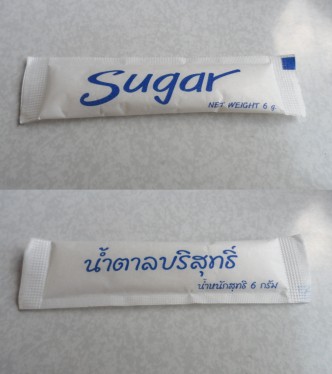 Sugar
NET WEIGHT 6 g
น้ำตาลบริสุทธิ์
น้ำหนักสุทธิ 6 กรัม